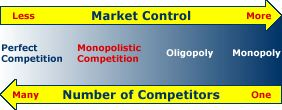 Less Market Control More
Perfect Monopolistic Oligopoly Monopoly
Competition Competition
Many Number of Competitors One